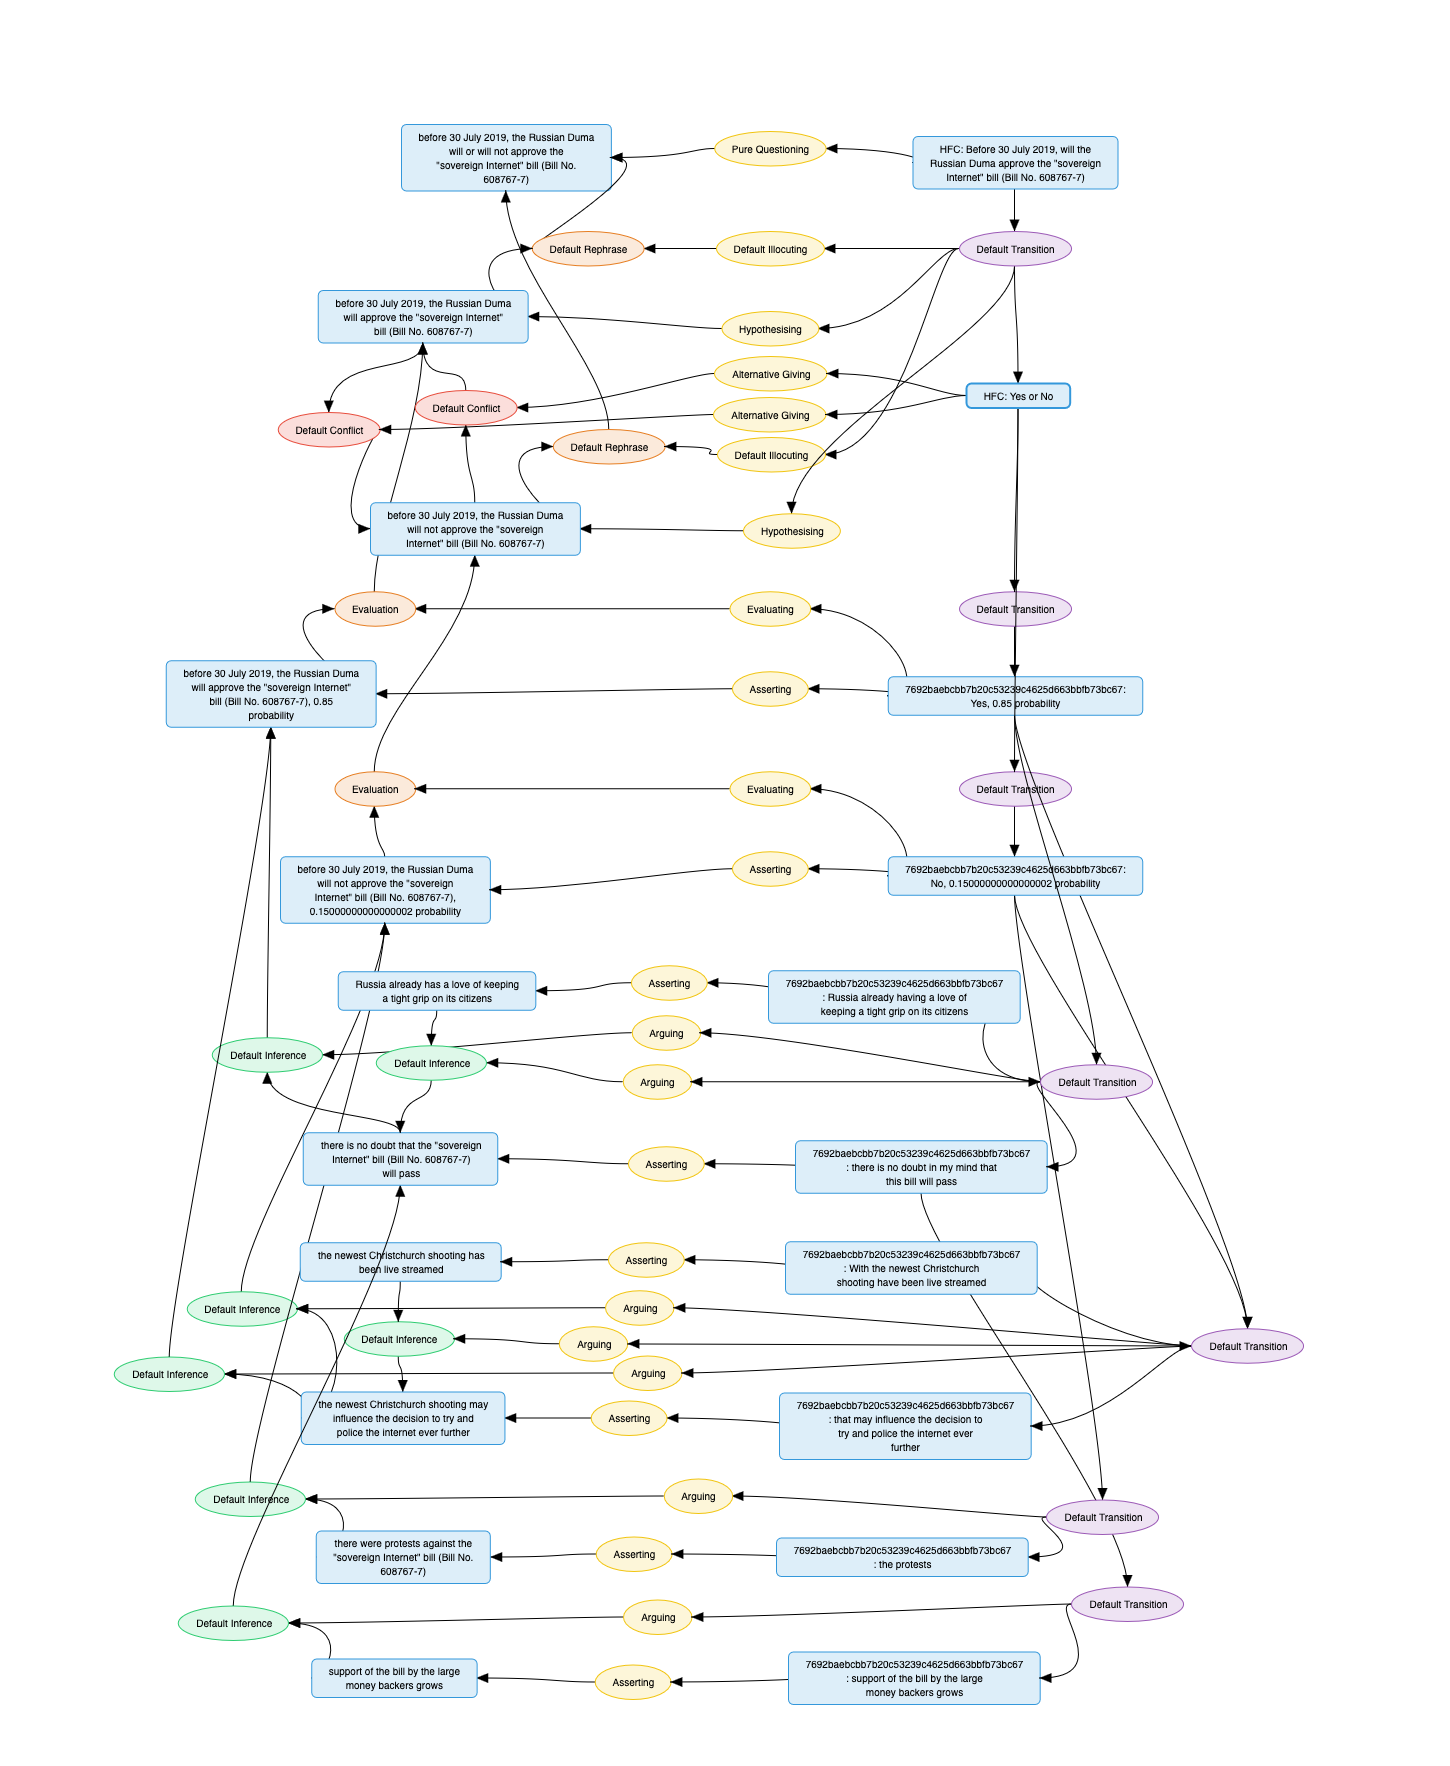 before 30 July 2019, the Russian Duma
will or will not approve the
"sovereign Internet" bill (Bill No.
608767-7)
Pure Questioning
HFC: Before 30 July 2019, will the
Russian Duma approve the "sovereign
Internet" bill (Bill No. 608767-7)
Default Rephrase
Default Illocuting
Default Transition
before 30 July 2019, the Russian Duma
will approve the "sovereign Internet"
bill (Bill No. 608767-7)
Hypothesising
Alternative Giving
HFC: Yes or No
Default Conflict
Alternative Giving
Default Conflict
Default Rephrase
Default Illocuting
before 30 July 2019, the Russian Duma
will not approve the "sovereign
Internet" bill (Bill No. 608767-7)
Hypothesising
Evaluation
Evaluating
Default Transition
before 30 July 2019, the Russian Duma
will approve the "sovereign Internet"
bill (Bill No. 608767-7), 0.85
probability
Asserting
7692baebcbb7b20c53239c4625d663bbfb73bc67:
Yes, 0.85 probability
Evaluation
Evaluating
Default Transition
before 30 July 2019, the Russian Duma
will not approve the "sovereign
Internet" bill (Bill No. 608767-7),
0.15000000000000002 probability
Asserting
7692baebcbb7b20c53239c4625d663bbfb73bc67:
No, 0.15000000000000002 probability
Russia already has a love of keeping
a tight grip on its citizens
Asserting
7692baebcbb7b20c53239c4625d663bbfb73bc67
: Russia already having a love of
keeping a tight grip on its citizens
Arguing
Default Inference
Default Inference
Arguing
Default Transition
there is no doubt that the "sovereign
Internet" bill (Bill No. 608767-7)
will pass
Asserting
7692baebcbb7b20c53239c4625d663bbfb73bc67
: there is no doubt in my mind that
this bill will pass
the newest Christchurch shooting has
been live streamed
Asserting
7692baebcbb7b20c53239c4625d663bbfb73bc67
: With the newest Christchurch
shooting have been live streamed
Default Inference
Arguing
Default Inference
Arguing
Default Transition
Default Inference
Arguing
the newest Christchurch shooting may
influence the decision to try and
police the internet ever further
Asserting
7692baebcbb7b20c53239c4625d663bbfb73bc67
: that may influence the decision to
try and police the internet ever
further
Default Inference
Arguing
Default Transition
there were protests against the
"sovereign Internet" bill (Bill No.
608767-7)
Asserting
7692baebcbb7b20c53239c4625d663bbfb73bc67
: the protests
Default Inference
Arguing
Default Transition
support of the bill by the large
money backers grows
Asserting
7692baebcbb7b20c53239c4625d663bbfb73bc67
: support of the bill by the large
money backers grows